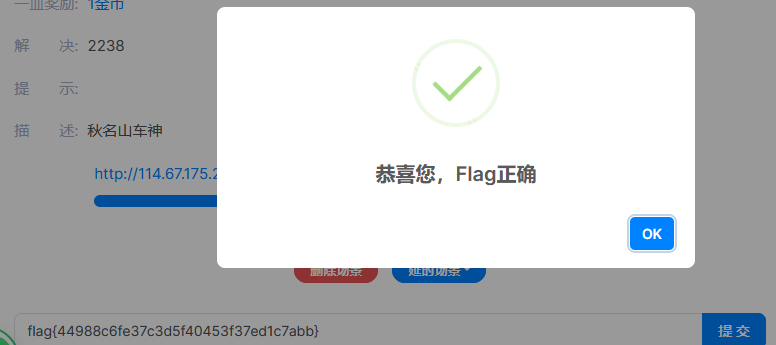 一血奖励: 1金币
解 决: 2238
提 示:
描 述: 秋名山车神
http://114.67.175.2
恭喜您，Flag正确
OK
删除场景 延时场景
flag{44988c6fe37c3d5f40453f37ed1c7abb}
提 交